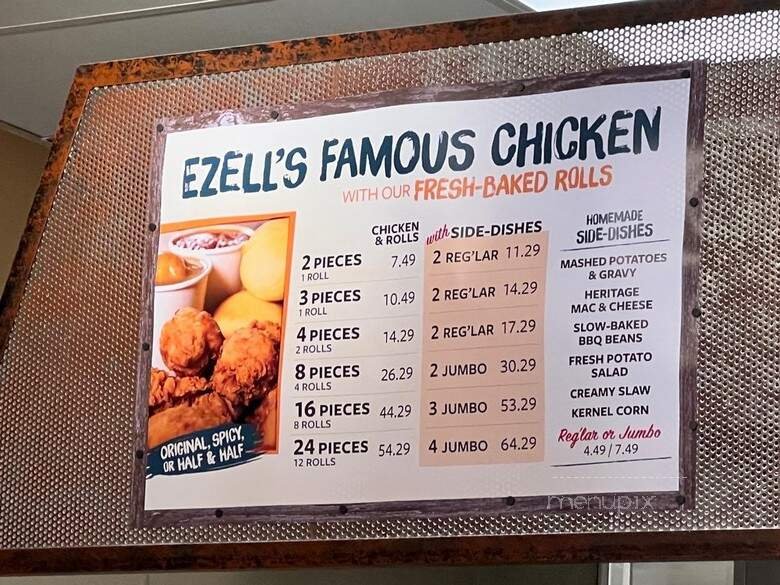 EZELL'S FAMOUS CHICKEN
WITH OUR FRESH-BAKED ROLLS
CHICKEN & ROLLS
with SIDE-DISHES
2 PIECES 7.49 2 REG'LAR 11.29
1 ROLL
3 PIECES 10.49 2 REG'LAR 14.29
1 ROLL
4 PIECES 14.29 2 REG'LAR 17.29
2 ROLLS
8 PIECES 26.29 2 JUMBO 30.29
4 ROLLS
16 PIECES 44.29 3 JUMBO 53.29
8 ROLLS
24 PIECES 54.29 4 JUMBO 64.29
12 ROLLS
HOMEMADE
SIDE-DISHES
MASHED POTATOES
& GRAVY
HERITAGE
MAC & CHEESE
SLOW-BAKED
BBQ BEANS
FRESH POTATO
SALAD
CREAMY SLAW
KERNEL CORN
Reg'lar or Jumbo
4.49 / 7.49
ORIGINAL, SPICY,
OR HALF & HALF
menupix